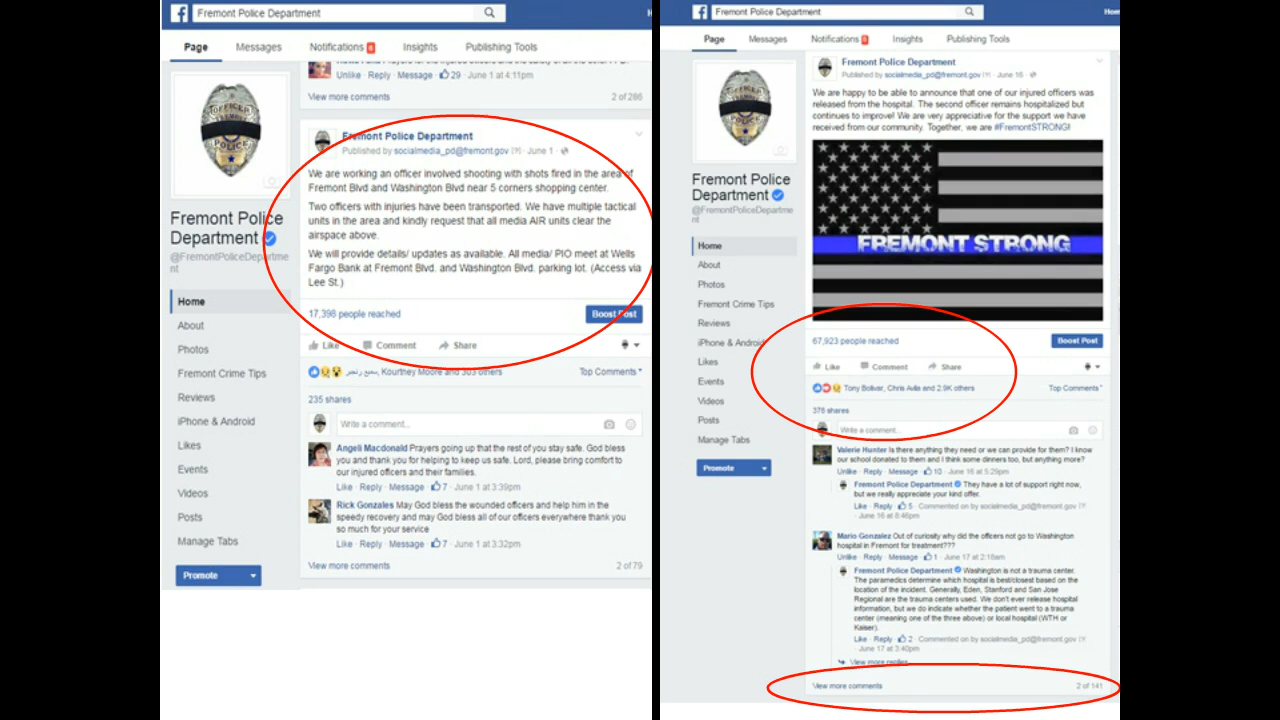 Fremont Police Department
Page Messages Notifications 8 Insights Publishing Tools
Unlike · Reply · Message · 29 · June 1 at 4:11pm
View more comments 2 of 266
OFFICER
POLICE
Fremont Police
Department
@FremontPoliceDepartme
nt
Home
About
Photos
Fremont Crime Tips
Reviews
iPhone & Android
Likes
Events
Videos
Posts
Manage Tabs
Promote
Fremont Police Department
Published by socialmedia_pd@fremont.gov [?] · June 1 ·
We are working an officer involved shooting with shots fired in the area of
Fremont Blvd and Washington Blvd near 5 corners shopping center.
Two officers with injuries have been transported. We have multiple tactical
units in the area and kindly request that all media AIR units clear the
airspace above.
We will provide details/ updates as available. All media/ PIO meet at Wells
Fargo Bank at Fremont Blvd. and Washington Blvd. parking lot. (Access via
Lee St.)
17,398 people reached Boost Post
Like Comment Share
Kourtney Moore and 303 others Top Comments
235 shares
Write a comment...
Angeli Macdonald Prayers going up that the rest of you stay safe. God bless
you and thank you for helping to keep us safe. Lord, please bring comfort to
our injured officers and their families.
Like · Reply · Message · 7 · June 1 at 3:39pm
Rick Gonzales May God bless the wounded officers and help him in the
speedy recovery and may God bless all of our officers everywhere thank you
so much for your service
Like · Reply · Message · 7 · June 1 at 3:32pm
View more comments 2 of 79
Fremont Police Department
Page Messages Notifications 8 Insights Publishing Tools
Fremont Police
Department
@FremontPoliceDepartme
nt
Home
About
Photos
Fremont Crime Tips
Reviews
iPhone & Android
Likes
Events
Videos
Posts
Manage Tabs
Promote
Fremont Police Department
Published by socialmedia_pd@fremont.gov [?] · June 16 ·
We are happy to be able to announce that one of our injured officers was
released from the hospital. The second officer remains hospitalized but
continues to improve! We are very appreciative for the support we have
received from our community. Together, we are #FremontSTRONG!
FREMONT STRONG
67,923 people reached Boost Post
Like Comment Share
Tony Bolivar, Chris Avila and 2.9K others Top Comments
376 shares
Write a comment...
Valerie Hunter Is there anything they need or we can provide for them? I know
our school donated to them and I think some dinners too, but anything more?
Unlike · Reply · Message · 10 · June 16 at 5:29pm
Fremont Police Department They have a lot of support right now,
but we really appreciate your kind offer.
Like · Reply · 5 · Commented on by socialmedia_pd@fremont.gov [?]
· June 16 at 8:46pm
Mario Gonzalez Out of curiosity why did the officers not go to Washington
hospital in Fremont for treatment???
Unlike · Reply · Message · 1 · June 17 at 2:18am
Fremont Police Department Washington is not a trauma center.
The paramedics determine which hospital is best/closest based on the
location of the incident. Generally, Eden, Stanford and San Jose
Regional are the trauma centers used. We don't ever release hospital
information, but we do indicate whether the patient went to a trauma
center (meaning one of the three above) or local hospital (WTH or
Kaiser).
Like · Reply · 2 · Commented on by socialmedia_pd@fremont.gov [?]
· June 17 at 3:40pm
View more replies
View more comments 2 of 141